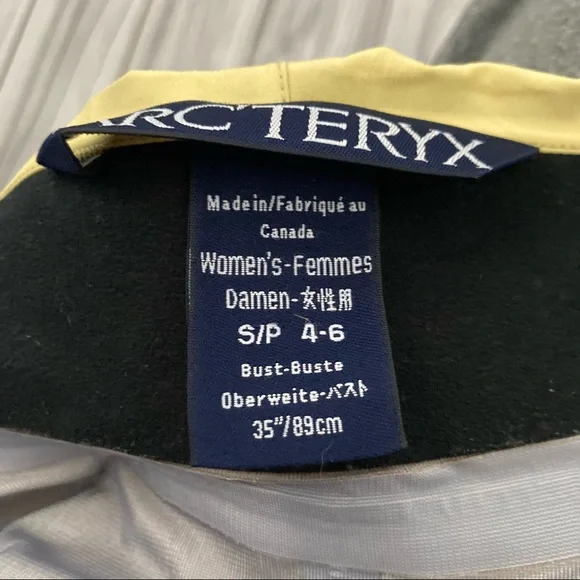 ARC'TERYX
Made in/Fabriqué au
Canada
Women's-Femmes
Damen-女性用
S/P 4-6
Bust-Buste
Oberweite-バスト
35"/89cm